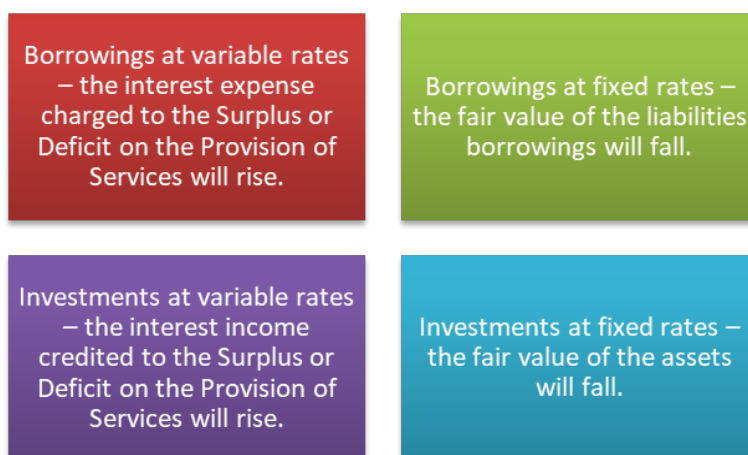 Borrowings at variable rates
– the interest expense
charged to the Surplus or
Deficit on the Provision of
Services will rise.
Borrowings at fixed rates –
the fair value of the liabilities
borrowings will fall.
Investments at variable rates
– the interest income
credited to the Surplus or
Deficit on the Provision of
Services will rise.
Investments at fixed rates –
the fair value of the assets
will fall.